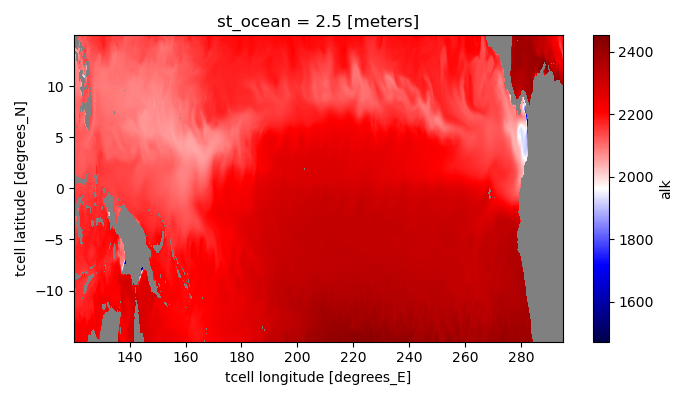 st_ocean = 2.5 [meters]
10
5
0
−5
−10
tcell latitude [degrees_N]
140 160 180 200 220 240 260 280
tcell longitude [degrees_E]
2400
2200
2000
1800
1600
alk